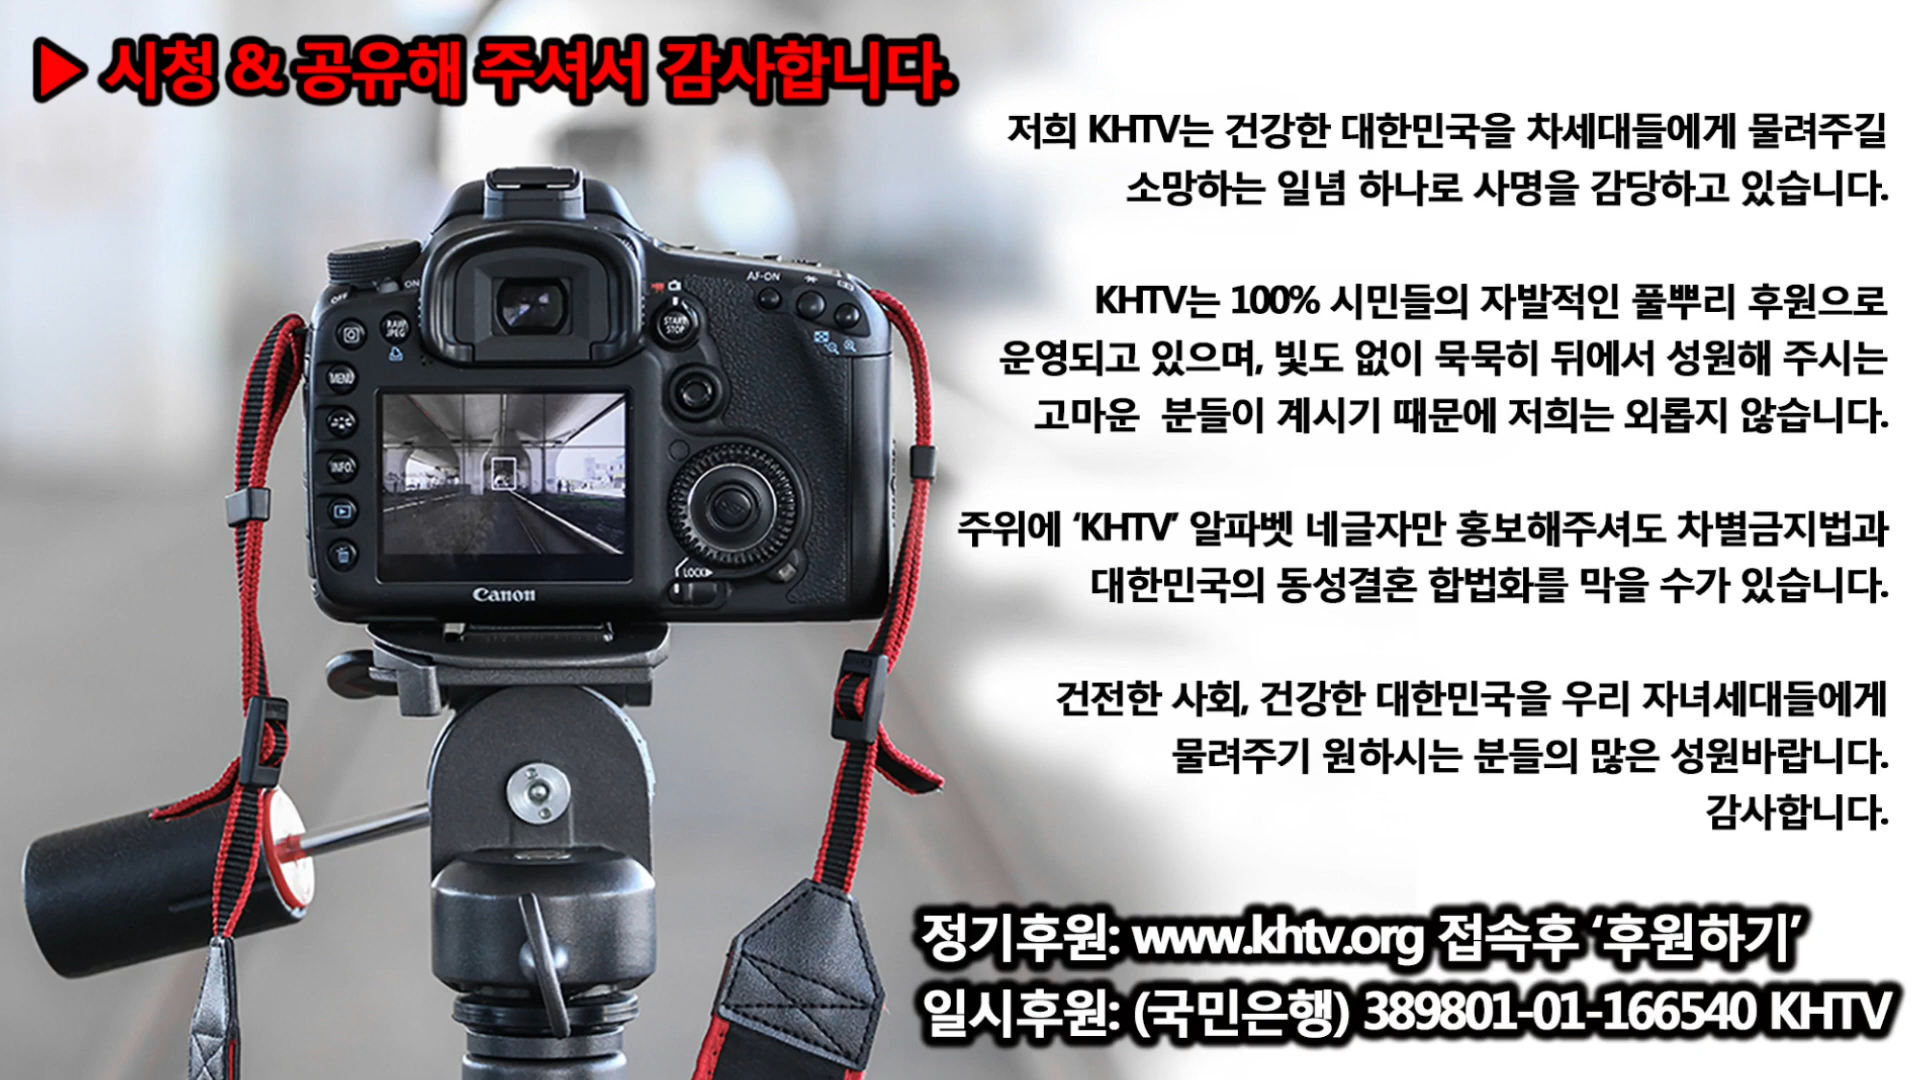 ▶ 시청 & 공유해 주셔서 감사합니다.
저희 KHTV는 건강한 대한민국을 차세대들에게 물려주길
소망하는 일념 하나로 사명을 감당하고 있습니다.
KHTV는 100% 시민들의 자발적인 풀뿌리 후원으로
운영되고 있으며, 빛도 없이 묵묵히 뒤에서 성원해 주시는
고마운 분들이 계시기 때문에 저희는 외롭지 않습니다.
주위에 ‘KHTV’ 알파벳 네글자만 홍보해주셔도 차별금지법과
대한민국의 동성결혼 합법화를 막을 수가 있습니다.
건전한 사회, 건강한 대한민국을 우리 자녀세대들에게
물려주기 원하시는 분들의 많은 성원바랍니다.
감사합니다.
정기후원: www.khtv.org 접속후 ‘후원하기’
일시후원: (국민은행) 389801-01-166540 KHTV
OFF ON
AF-ON
RAW JPEG
START STOP
MENU
INFO.
LOCK▶
Canon